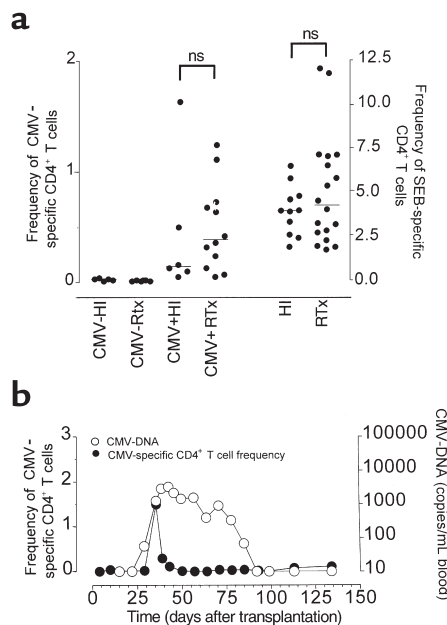 a
ns
ns
2
1
0
Frequency of CMV-
specific CD4+ T cells
12.5
10.0
7.5
5.0
2.5
0.0
Frequency of SEB-specific
CD4+ T cells
CMV-HI
CMV-Rtx
CMV+HI
CMV+RTx
HI
RTx
b
CMV-DNA
CMV-specific CD4+ T cell frequency
3
2
1
0
Frequency of CMV-
specific CD4+ T cells
100000
10000
1000
100
10
CMV-DNA (copies/mL blood)
0 25 50 75 100 125 150
Time (days after transplantation)